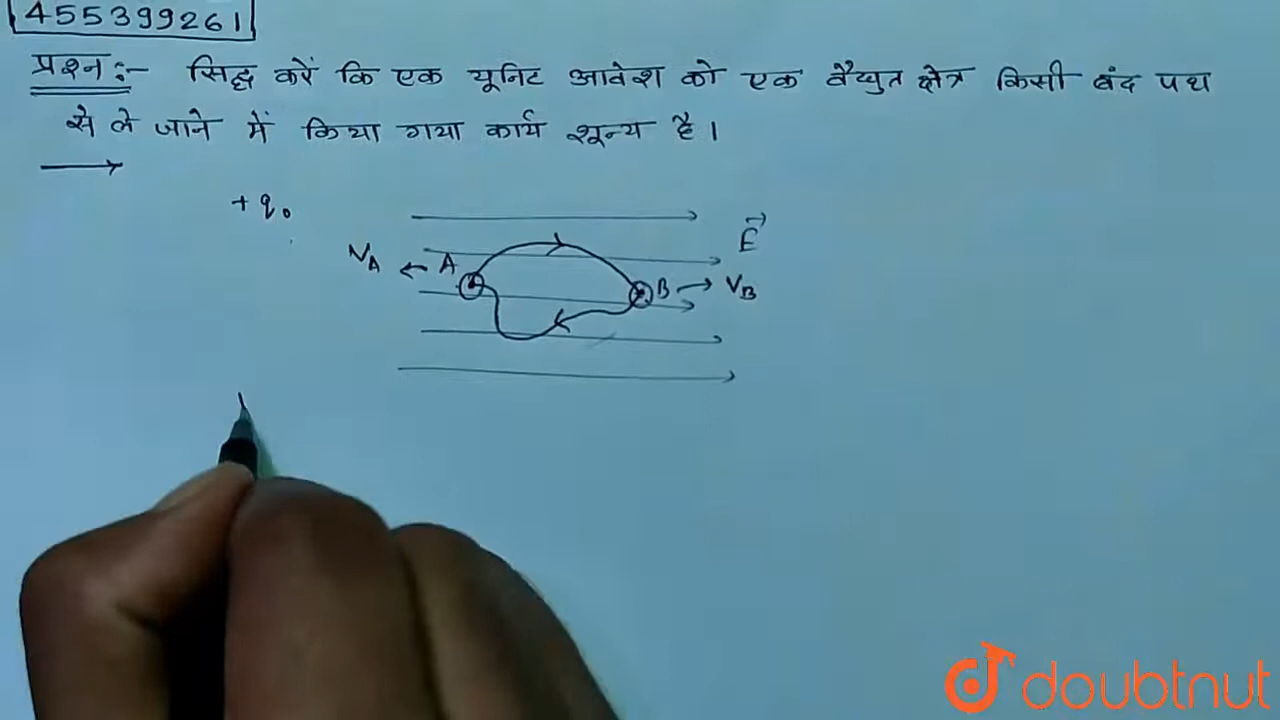 455399261
प्रश्न :- सिद्ध करें कि एक यूनिट आवेश को एक वैद्युत क्षेत्र किसी बंद पथ
से ले जाने में किया गया कार्य शून्य है।
+ q₀
E
V_A ← A B → V_B
doubtnut